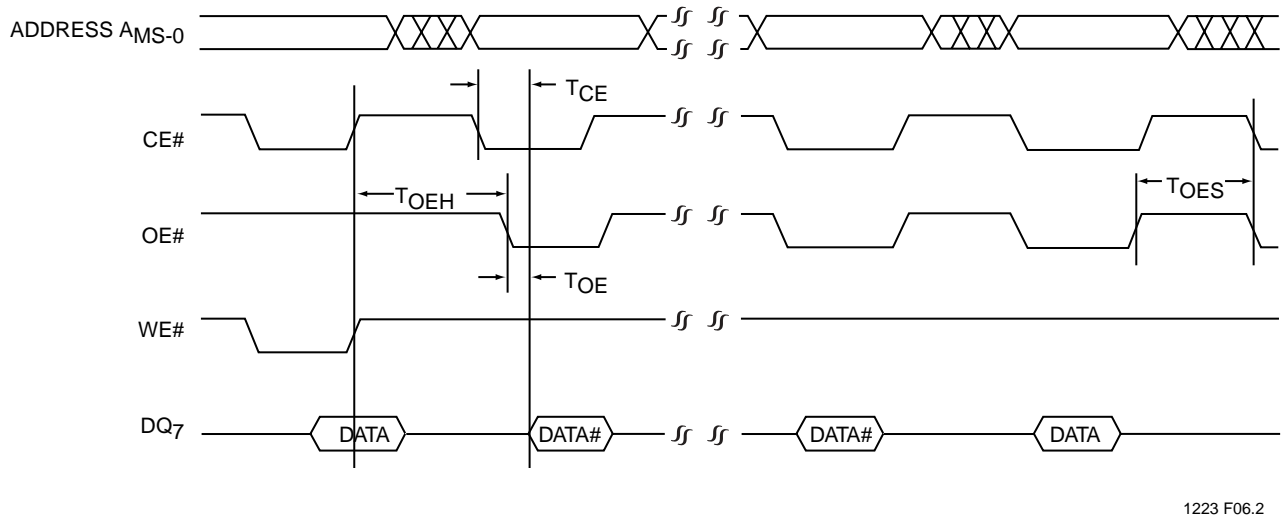 ADDRESS AMS-0
TCE
CE#
TOEH
TOES
OE#
TOE
WE#
DQ7
DATA
DATA#
DATA#
DATA
1223 F06.2